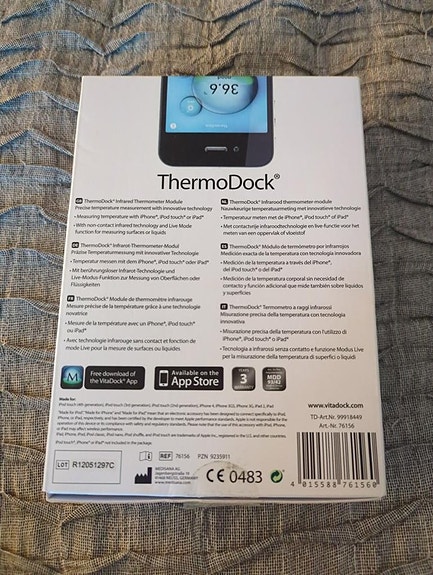 36.6°
ThermoDock®
GB ThermoDock® Infrared Thermometer Module
Precise temperature measurement with innovative technology
• Measuring temperature with iPhone®, iPod touch® or iPad®
• With non contact infrared technology and Live Mode
function for measuring surfaces or liquids
DE ThermoDock® Infrarot-Thermometer-Modul
Präzise Temperaturmessung mit innovativer Technologie
• Temperatur messen mit dem iPhone®, iPod touch® oder iPad®
• Mit berührungsloser Infrarot-Technologie und
Live-Modus-Funktion zur Messung von Oberflächen oder
Flüssigkeiten
FR ThermoDock® Module de thermomètre infrarouge
Mesure précise de la température grâce à une technologie
novatrice
• Mesure de la température avec un iPhone®, iPod touch®
ou iPad®
• Avec technologie infrarouge sans contact et fonction de
mode Live pour la mesure de surfaces ou liquides
NL ThermoDock® Infrarood thermometer module
Nauwkeurige temperatuurmeting met innovatieve technologie
• Temperatuur meten met de iPhone®, iPod touch® of iPad®
• Met contactvrije infraroodtechnologie en live-functie voor het
meten van een oppervlak of vloeistof
ES ThermoDock® Módulo de termómetro por infrarrojos
Medición exacta de la temperatura con tecnología innovadora
• Medición de la temperatura a través del iPhone®,
del iPod touch® o del iPad®
• Medición de la temperatura corporal sin necesidad de
contacto y función adicional que mide también sobre líquidos
y superficies
IT ThermoDock® Termometro a raggi infrarossi
Misurazione precisa della temperatura con tecnologia
innovativa
• Misurazione precisa della temperatura con l'utilizzo di
iPhone®, iPod touch® o iPad®
• Tecnologia a infrarossi senza contatto e funzione Modus Live
per la misurazione della temperatura di superfici o liquidi
Free download of
the VitaDock® App
Available on the
App Store
YEARS
3
MDD
93/42
www.vitadock.com
TD-Art.Nr. 99918449
Art.-Nr. 76156
Made for:
LOT R12051297C
REF 76156 PZN 9235911
MEDISANA AG
Jagenbergstraße 19
41468 NEUSS, GERMANY
www.medisana.com
CE 0483
4 015588 761560